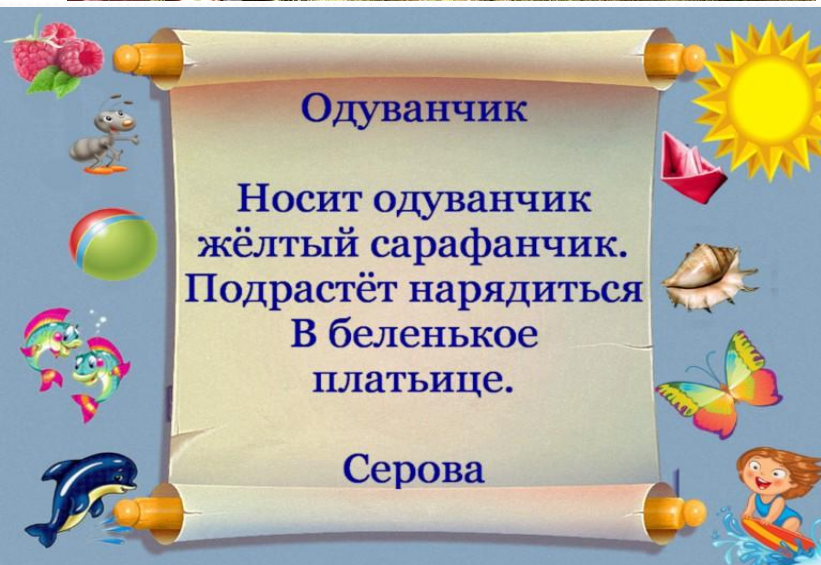 Одуванчик
Носит одуванчик
жёлтый сарафанчик.
Подрастёт нарядиться
В беленькое
платьице.
Серова